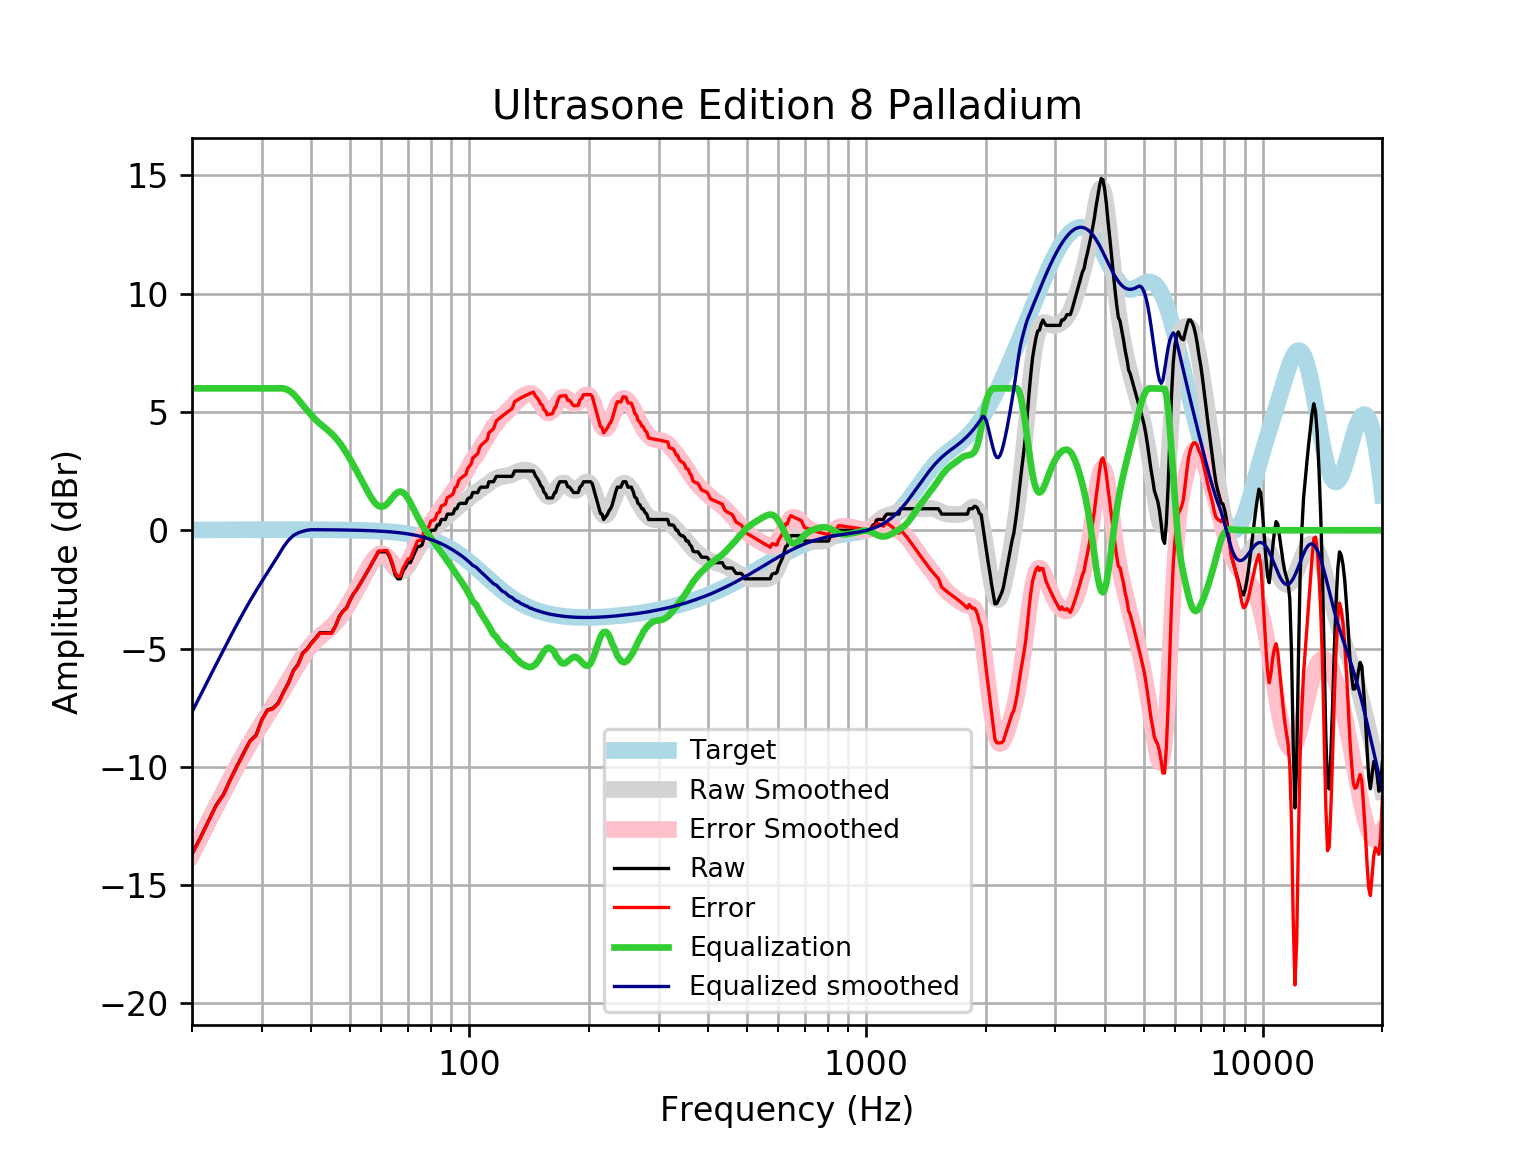 Ultrasone Edition 8 Palladium
Amplitude (dBr)
15
10
5
0
−5
−10
−15
−20
Target
Raw Smoothed
Error Smoothed
Raw
Error
Equalization
Equalized smoothed
100
1000
10000
Frequency (Hz)